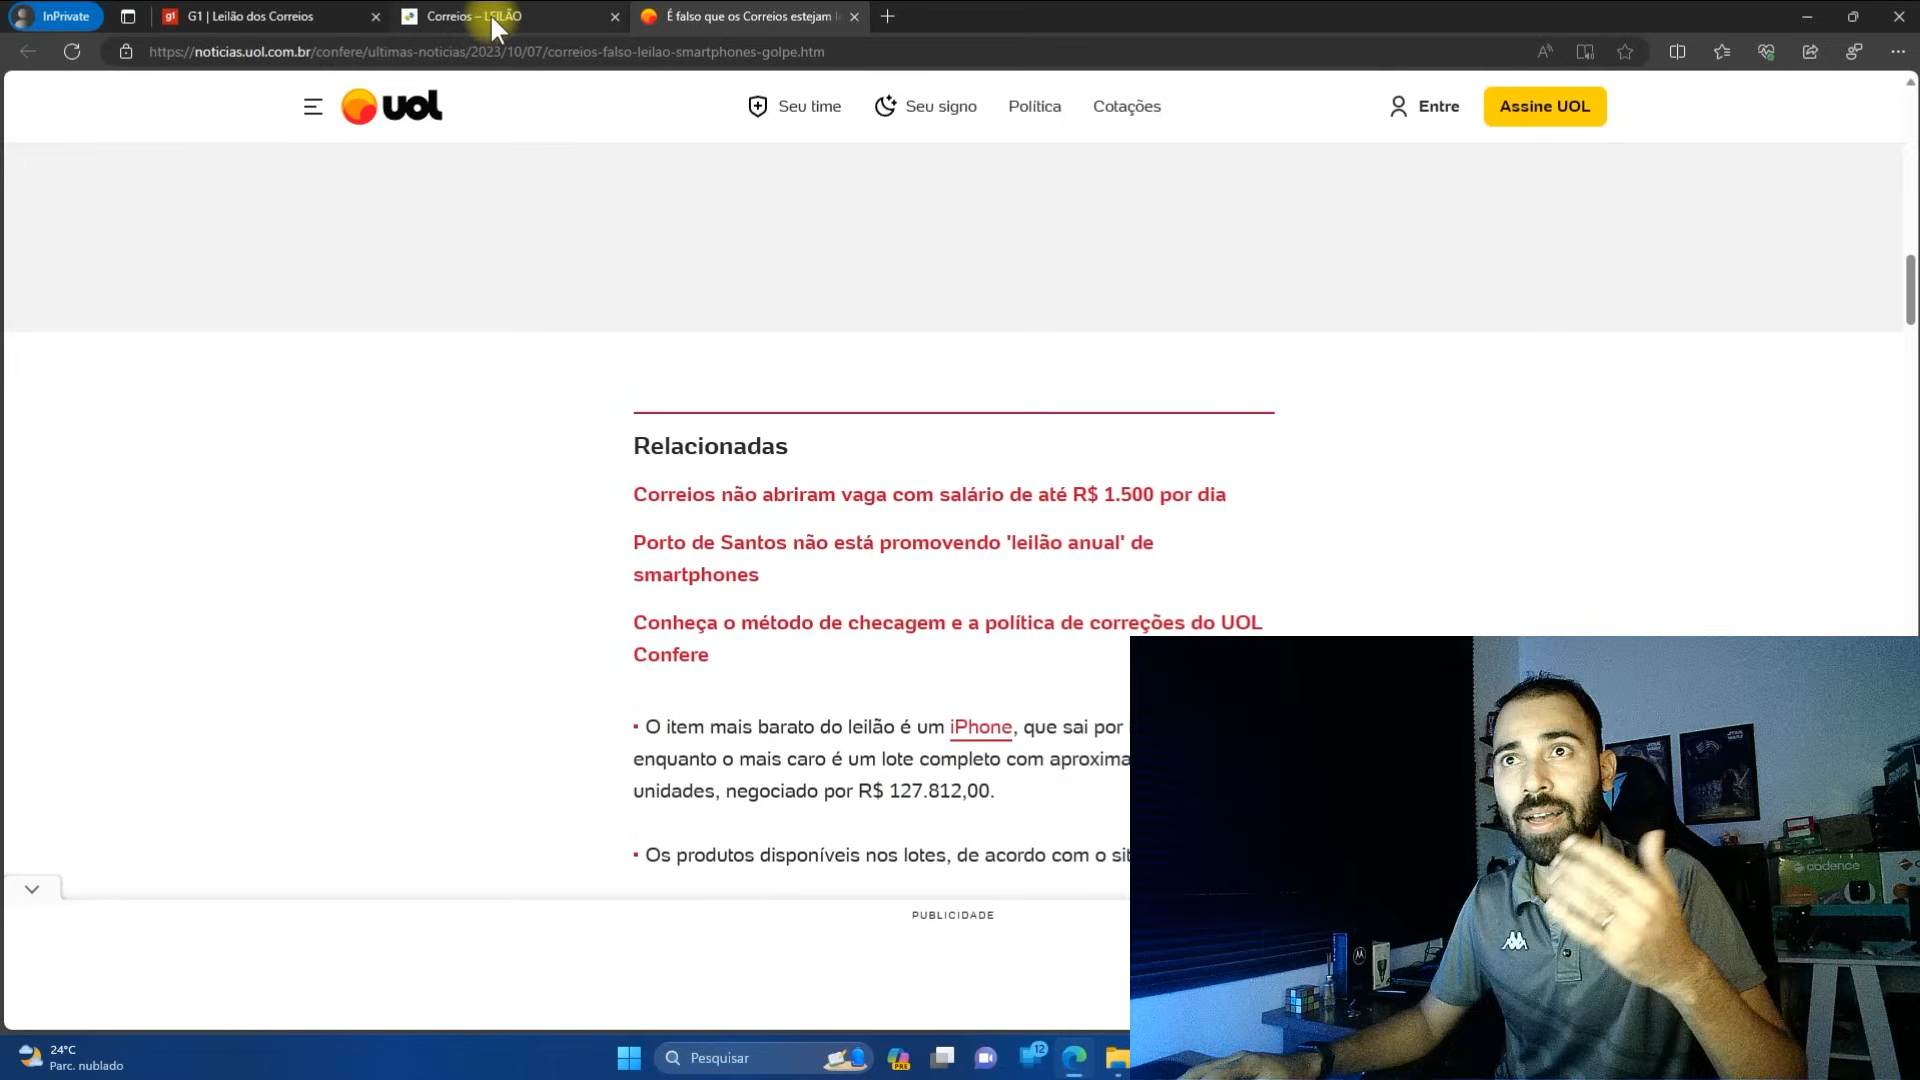 InPrivate
G1 | Leilão dos Correios
Correios – LEILÃO
É falso que os Correios estejam
https://noticias.uol.com.br/confere/ultimas-noticias/2023/10/07/correios-falso-leilao-smartphones-golpe.htm
UOL
Seu time
Seu signo
Política
Cotações
Entre
Assine UOL
Relacionadas
Correios não abriram vaga com salário de até R$ 1.500 por dia
Porto de Santos não está promovendo 'leilão anual' de
smartphones
Conheça o método de checagem e a política de correções do UOL
Confere
O item mais barato do leilão é um iPhone, que sai por
enquanto o mais caro é um lote completo com aproxima
unidades, negociado por R$ 127.812,00.
Os produtos disponíveis nos lotes, de acordo com o sit
PUBLICIDADE
cadence
24°C
Parc. nublado
Pesquisar
PRE
12